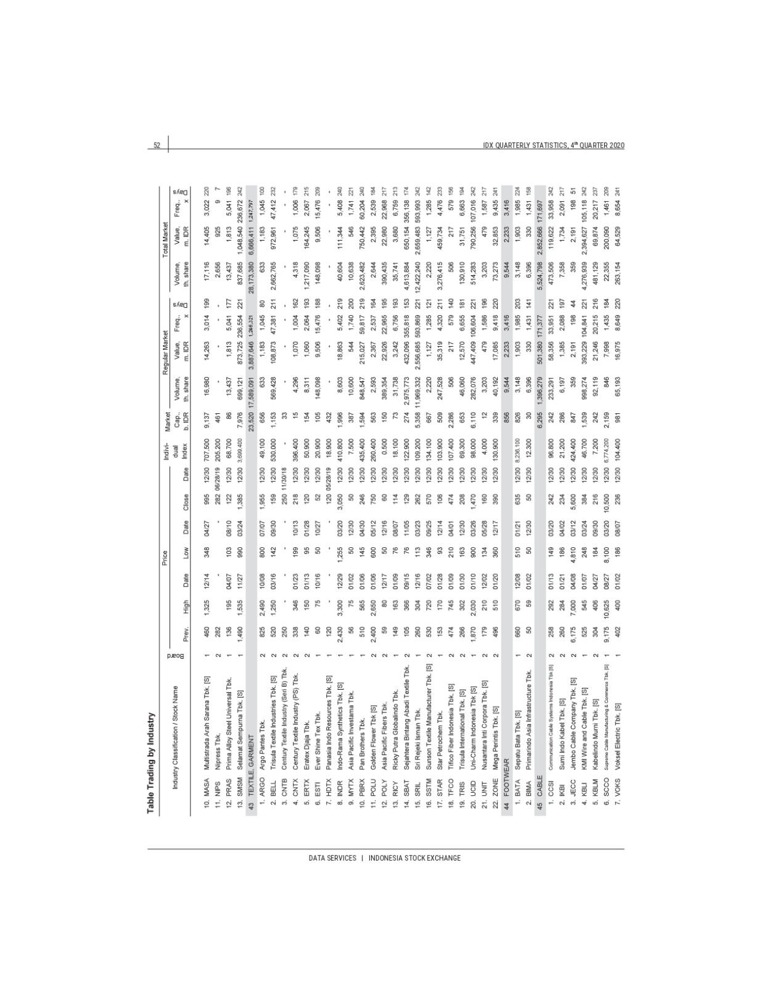 52
IDX QUARTERLY STATISTICS, 4th QUARTER 2020
Table Trading by Industry
Industry Classification / Stock Name Board Price Indivi-dual Index Market Cap., b. IDR Regular Market Total Market
Prev. High Date Low Date Close Date Volume, th. share Value, m. IDR Freq., x Days Volume, th. share Value, m. IDR Freq., x Days
10. MASA Multistrada Arah Sarana Tbk. [S] 1 460 1,325 12/14 348 04/27 995 12/30 707.500 9,137 16,980 14,263 3,014 199 17,116 14,405 3,022 220
11. NIPS Nipress Tbk. 2 282 - 282 06/28/19 205.200 461 - - - - 2,656 925 9 7
12. PRAS Prima Alloy Steel Universal Tbk. 1 136 195 04/07 103 08/10 122 12/30 68.700 86 13,437 1,813 5,041 177 13,437 1,813 5,041 196
13. SMSM Selamat Sempurna Tbk. [S] 1 1,490 1,535 11/27 990 03/24 1,385 12/30 3,699.400 7,976 699,121 873,725 236,554 221 837,685 1,048,540 236,672 242
43 TEXTILE, GARMENT 23,520 17,589,091 3,887,646 1,246,321 28,173,380 6,666,411 1,247,797
1. ARGO Argo Pantes Tbk. 2 825 2,490 10/08 800 07/07 1,955 12/30 49.100 656 633 1,183 1,045 80 633 1,183 1,045 100
2. BELL Trisula Textile Industries Tbk. [S] 2 520 1,250 03/16 142 09/30 159 12/30 530.000 1,153 569,428 108,873 47,381 211 2,662,765 972,961 47,412 232
3. CNTB Century Textile Industry (Seri B) Tbk. 2 250 - - - - 250 11/30/18 - 33 - - - - - - - -
4. CNTX Century Textile Industry (PS) Tbk. 2 338 346 01/23 199 10/13 218 12/30 396.400 15 4,296 1,070 1,004 162 4,318 1,075 1,006 179
5. ERTX Eratex Djaja Tbk. 2 140 150 01/13 95 01/28 120 12/30 50.900 154 8,311 1,060 2,064 193 1,217,090 164,245 2,067 215
6. ESTI Ever Shine Tex Tbk. 1 60 75 10/16 50 10/27 52 12/30 20.900 105 148,098 9,506 15,476 188 148,098 9,506 15,476 209
7. HDTX Panasia Indo Resources Tbk. [S] 1 120 - - - - 120 05/28/19 18.900 432 - - - - - - - -
8. INDR Indo-Rama Synthetics Tbk. [S] 1 2,430 3,300 12/29 1,255 03/20 3,050 12/30 410.800 1,996 8,603 18,863 5,402 219 40,604 111,344 5,408 240
9. MYTX Asia Pacific Investama Tbk. 1 56 75 01/02 50 12/30 50 12/30 7.500 387 10,600 544 1,740 200 10,638 546 1,741 221
10. PBRX Pan Brothers Tbk. 1 510 565 01/06 145 04/30 246 12/30 435.400 1,594 848,547 215,027 59,817 219 2,623,482 750,442 60,204 240
11. POLU Golden Flower Tbk [S] 2 2,400 2,650 01/06 600 05/12 750 12/30 260.400 563 2,593 2,367 2,537 164 2,644 2,395 2,539 184
12. POLY Asia Pacific Fibers Tbk. 2 59 80 12/17 50 12/16 60 12/30 0.500 150 389,354 22,926 22,965 195 390,435 22,980 22,968 217
13. RICY Ricky Putra Globalindo Tbk. 1 149 163 01/09 76 08/07 114 12/30 18.100 73 31,738 3,242 6,756 193 35,741 3,680 6,759 213
14. SBAT Sejahtera Bintang Abadi Textile Tbk. 2 105 366 09/15 76 11/05 129 12/30 122.900 274 2,975,773 432,096 355,818 153 4,613,884 650,154 356,138 174
15. SRIL Sri Rejeki Isman Tbk. 1 260 304 12/16 113 03/23 262 12/30 109.200 5,358 11,969,332 2,556,685 593,869 221 12,422,240 2,659,483 593,993 242
16. SSTM Sunson Textile Manufacturer Tbk. [S] 2 530 720 07/02 346 09/25 570 12/30 134.100 667 2,220 1,127 1,285 121 2,220 1,127 1,285 142
17. STAR Star Petrochem Tbk. 1 153 170 01/28 93 12/14 106 12/30 103.900 509 247,528 35,319 4,320 211 3,276,415 459,734 4,476 233
18. TFCO Tifico Fiber Indonesia Tbk. [S] 2 474 745 01/09 210 04/01 474 12/30 107.400 2,286 506 217 579 140 506 217 579 156
19. TRIS Trisula International Tbk. [S] 2 266 302 01/30 163 12/30 208 12/30 69.300 653 46,060 12,570 6,655 181 130,910 31,751 6,663 194
20. UCID Uni-Charm Indonesia Tbk [S] 1 1,870 2,030 01/10 900 03/26 1,470 12/30 98.000 6,110 282,076 447,409 106,604 221 514,283 790,256 107,016 242
21. UNIT Nusantara Inti Corpora Tbk. [S] 2 179 210 12/02 134 05/28 160 12/30 4.000 12 3,203 479 1,586 196 3,203 479 1,587 217
22. ZONE Mega Perintis Tbk. [S] 2 496 510 01/20 360 12/17 390 12/30 130.900 339 40,192 17,085 9,418 220 73,273 32,853 9,435 241
44 FOOTWEAR 856 9,544 2,233 3,416 9,544 2,233 3,416
1. BATA Sepatu Bata Tbk. [S] 1 660 670 12/08 510 01/21 635 12/30 8,236.100 826 3,148 1,903 1,985 203 3,148 1,903 1,985 224
2. BIMA Primarindo Asia Infrastructure Tbk. 2 50 59 01/02 50 12/30 50 12/30 12.300 30 6,396 330 1,431 141 6,396 330 1,431 158
45 CABLE 6,295 1,396,279 501,380 171,377 5,524,798 2,852,666 171,697
1. CCSI Communication Cable Systems Indonesia Tbk [S] 2 258 292 01/13 149 03/20 242 12/30 96.800 242 233,291 58,356 33,951 221 473,506 119,622 33,958 242
2. IKBI Sumi Indo Kabel Tbk. [S] 2 260 284 01/21 186 04/02 234 12/30 21.200 286 6,197 1,385 2,088 197 7,358 1,734 2,091 217
3. JECC Jembo Cable Company Tbk. [S] 2 6,175 7,000 04/08 4,810 03/12 5,600 12/30 424.400 847 359 2,191 198 44 359 2,191 198 51
4. KBLI KMI Wire and Cable Tbk. [S] 1 525 545 01/07 248 03/24 384 12/30 46.700 1,539 998,274 393,229 104,841 221 4,276,939 2,394,627 105,118 242
5. KBLM Kabelindo Murni Tbk. [S] 2 304 406 04/27 184 09/30 216 12/30 7.200 242 92,119 21,246 20,215 216 481,129 69,874 20,217 237
6. SCCO Supreme Cable Manufacturing & Commerce Tbk. [S] 1 9,175 10,625 08/27 8,100 03/20 10,500 12/30 6,774.200 2,159 846 7,998 1,435 184 22,355 200,090 1,461 209
7. VOKS Voksel Electric Tbk. [S] 1 402 400 01/02 186 08/07 236 12/30 104.400 981 65,193 16,975 8,649 220 263,154 64,529 8,654 241
DATA SERVICES | INDONESIA STOCK EXCHANGE